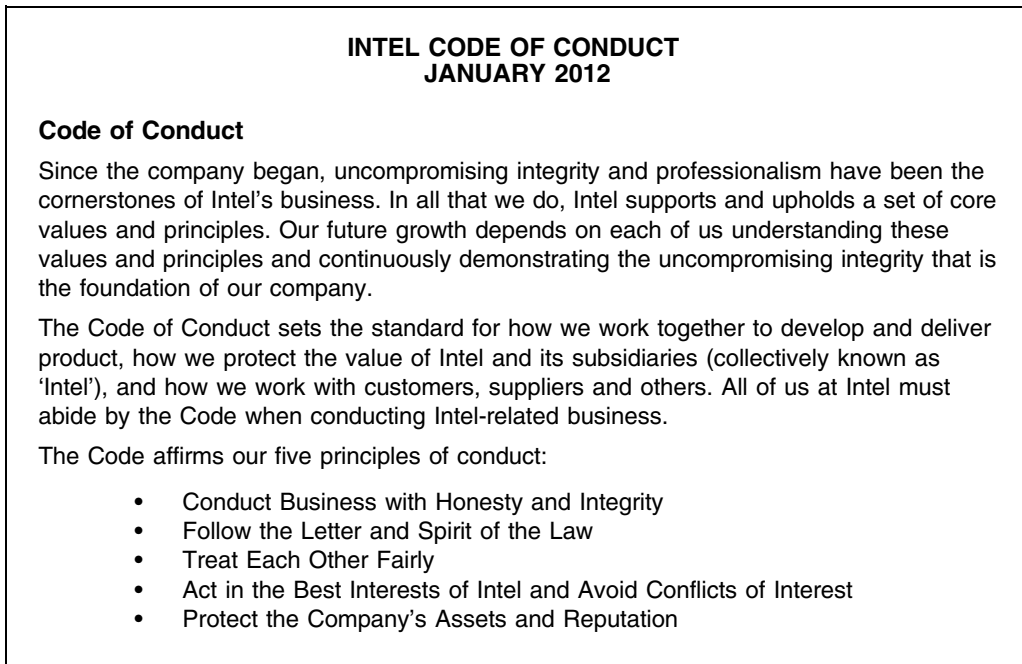 INTEL CODE OF CONDUCT
JANUARY 2012
Code of Conduct
Since the company began, uncompromising integrity and professionalism have been the
cornerstones of Intel's business. In all that we do, Intel supports and upholds a set of core
values and principles. Our future growth depends on each of us understanding these
values and principles and continuously demonstrating the uncompromising integrity that is
the foundation of our company.
The Code of Conduct sets the standard for how we work together to develop and deliver
product, how we protect the value of Intel and its subsidiaries (collectively known as
'Intel'), and how we work with customers, suppliers and others. All of us at Intel must
abide by the Code when conducting Intel-related business.
The Code affirms our five principles of conduct:
• Conduct Business with Honesty and Integrity
• Follow the Letter and Spirit of the Law
• Treat Each Other Fairly
• Act in the Best Interests of Intel and Avoid Conflicts of Interest
• Protect the Company's Assets and Reputation